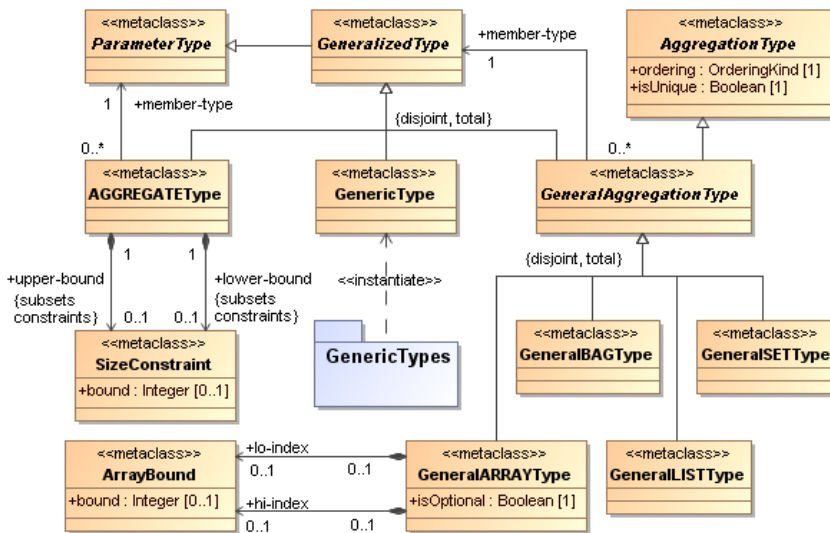 <<metaclass>>
ParameterType
<<metaclass>>
GeneralizedType
<<metaclass>>
AggregationType
+ordering : OrderingKind [1]
+isUnique : Boolean [1]
+member-type
1
1
+member-type
{disjoint, total}
0..*
0..*
<<metaclass>>
AGGREGATEType
<<metaclass>>
GenericType
<<metaclass>>
GeneralAggregationType
1
1
+upper-bound
{subsets
constraints}
+lower-bound
{subsets
constraints}
0..1
0..1
<<instantiate>>
{disjoint, total}
<<metaclass>>
SizeConstraint
+bound : Integer [0..1]
GenericTypes
<<metaclass>>
GeneralBAGType
<<metaclass>>
GeneralSETType
<<metaclass>>
ArrayBound
+bound : Integer [0..1]
+lo-index
0..1
0..1
+hi-index
0..1
0..1
<<metaclass>>
GeneralARRAYType
+isOptional : Boolean [1]
<<metaclass>>
GeneralLISTType